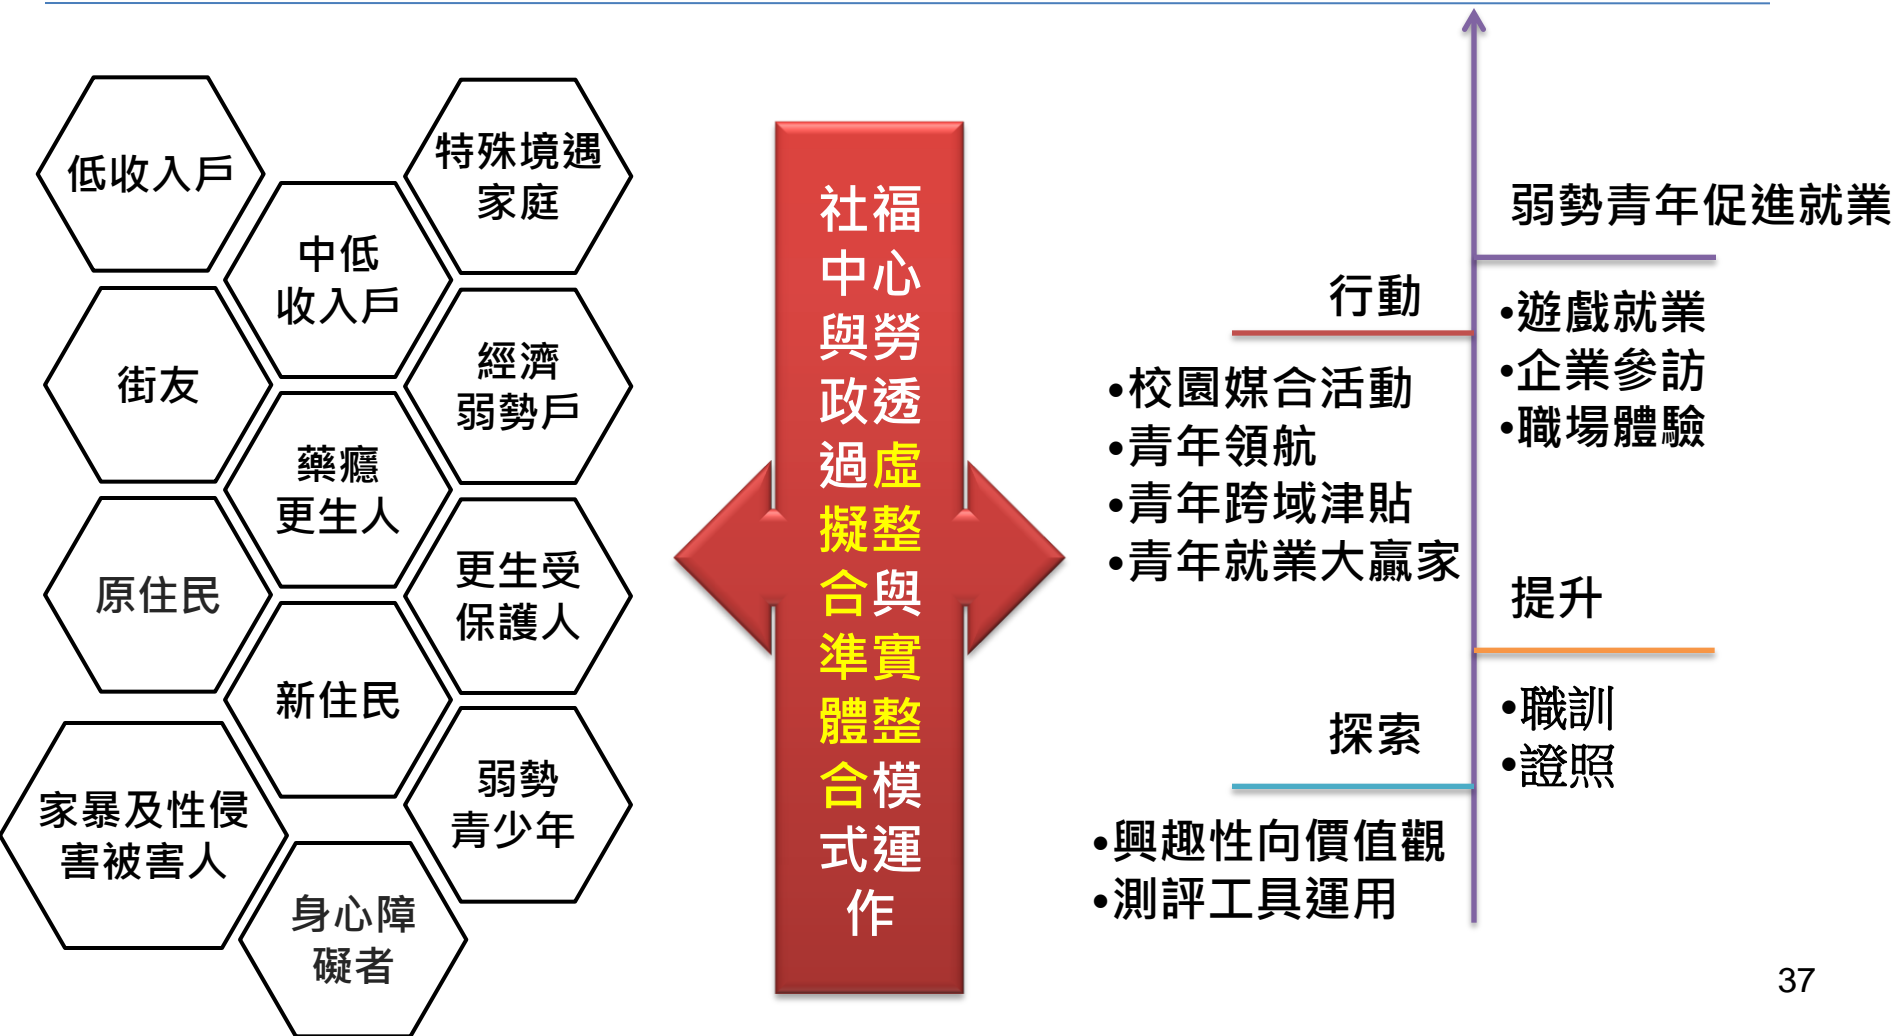 低收入戶
特殊境遇
家庭
中低
收入戶
街友
經濟
弱勢戶
藥癮
更生人
原住民
更生受
保護人
新住民
家暴及性侵
害被害人
弱勢
青少年
身心障
礙者
社福
中心
與勞
政透
過虛
擬整
合與
準實
體整
合模
式運
作
弱勢青年促進就業
•遊戲就業
•企業參訪
•職場體驗
行動
•校園媒合活動
•青年領航
•青年跨域津貼
•青年就業大贏家
提升
•職訓
•證照
探索
•興趣性向價值觀
•測評工具運用
37